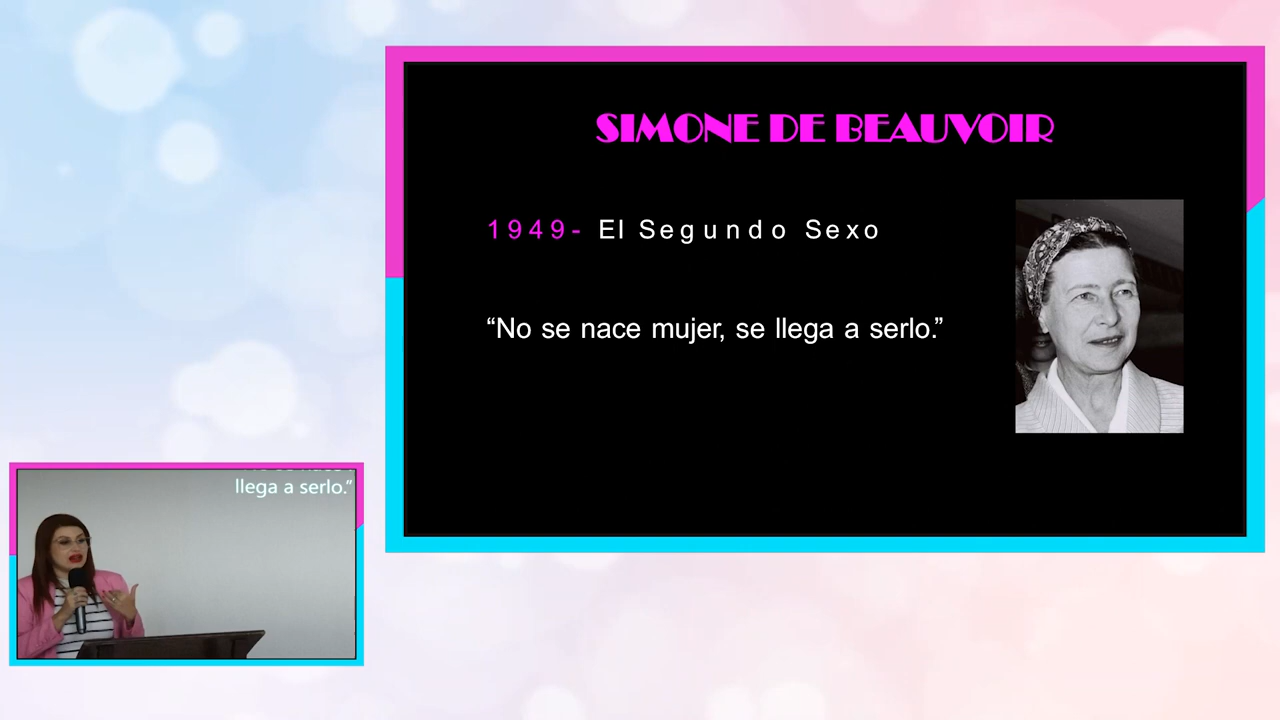 SIMONE DE BEAUVOIR
1949- El Segundo Sexo
“No se nace mujer, se llega a serlo.”
llega a serlo.”